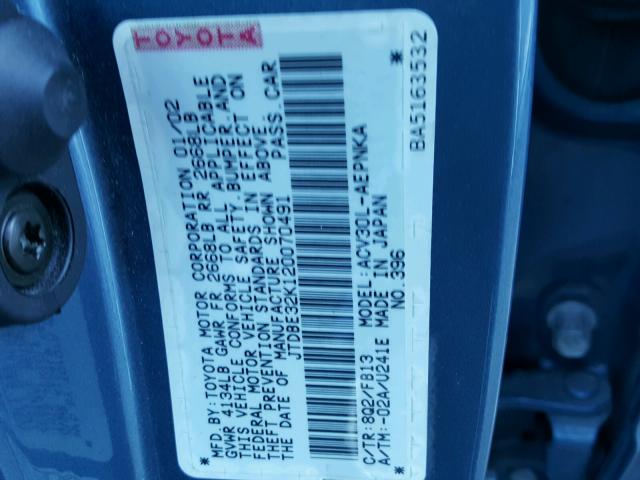 TOYOTA
MFD.BY:TOYOTA MOTOR CORPORATION 01/02
GVWR 4134LB GAWR FR 2668LB RR 2668LB
THIS VEHICLE CONFORMS TO ALL APPLICABLE
FEDERAL MOTOR VEHICLE SAFETY, BUMPER,AND
THEFT PREVENTION STANDARDS IN EFFECT ON
THE DATE OF MANUFACTURE SHOWN ABOVE.
JTDBE32K120070491 PASS.CAR
C/TR:8Q2/FB13 MODEL:ACV30L-AEPNKA
A/TM:-02A/U241E MADE IN JAPAN
NO.396
BA5163532